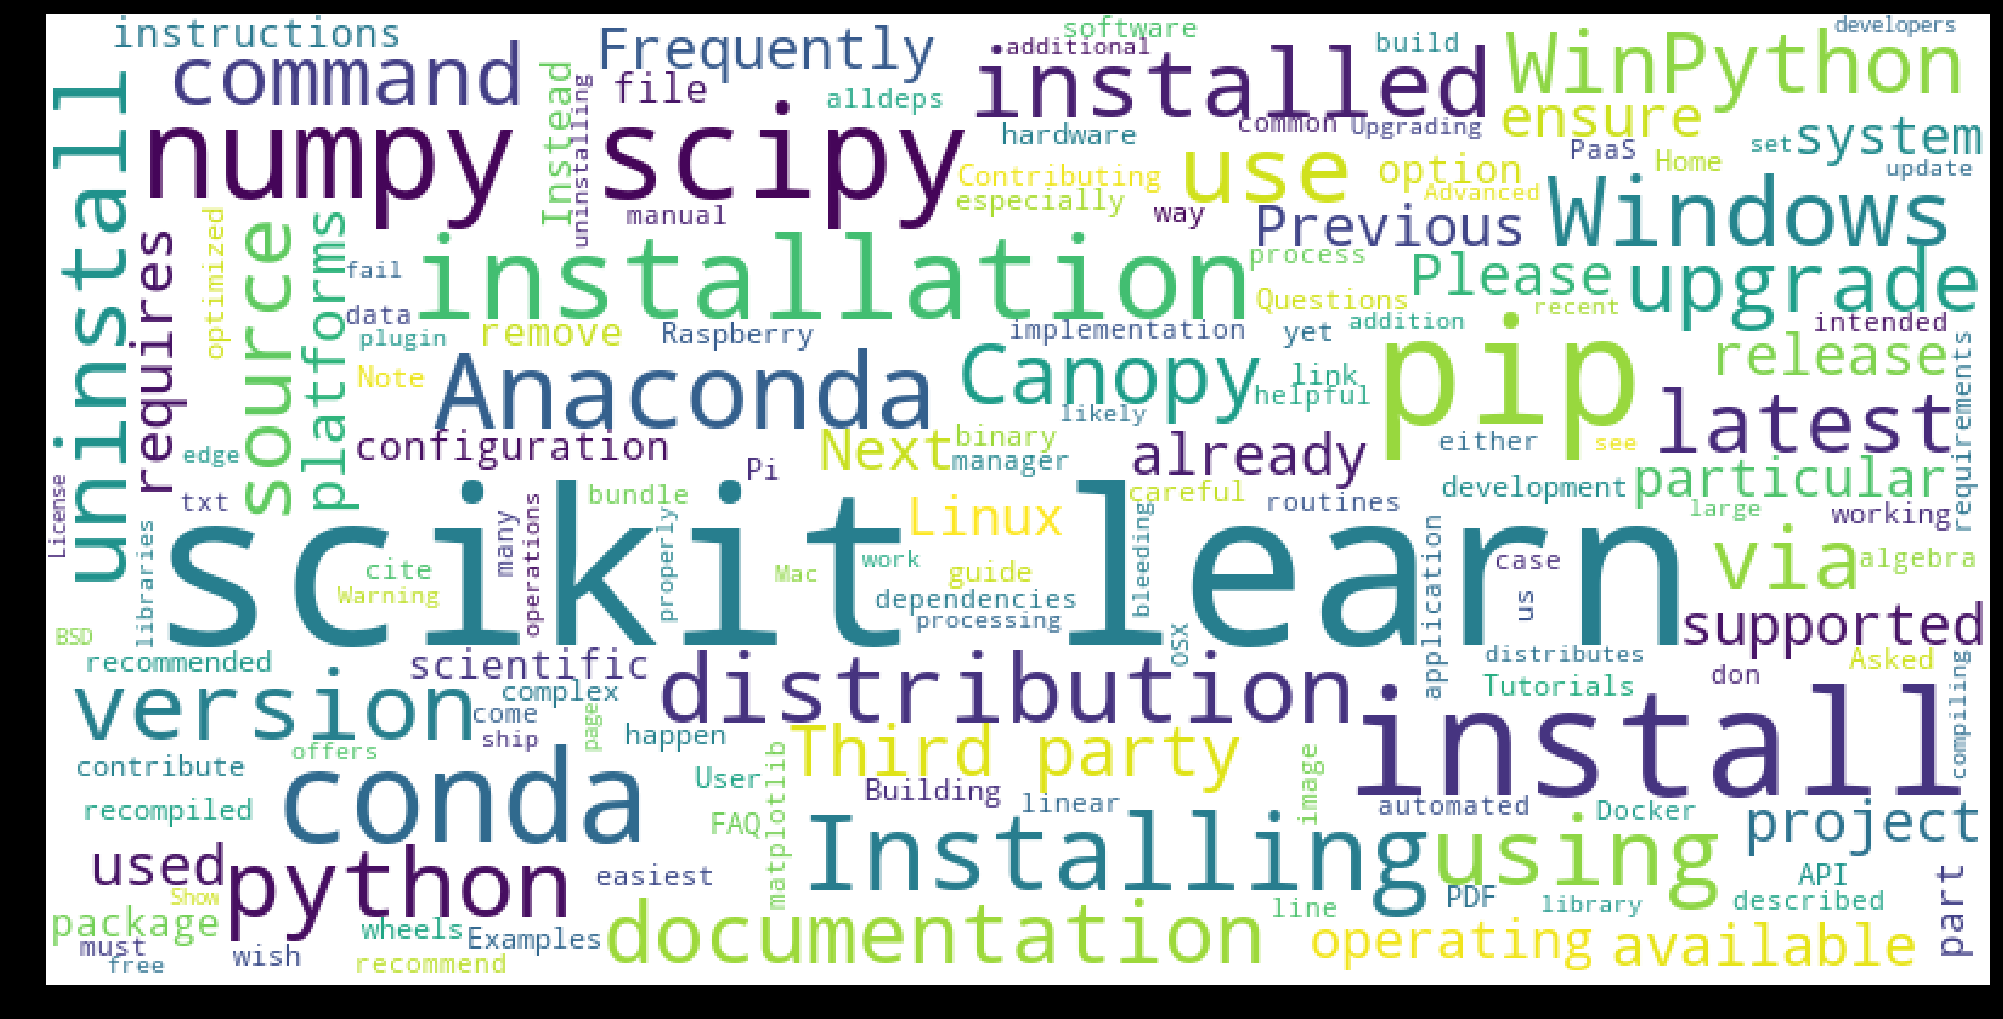 instructions
software
developers
command
Frequently
additional
installed
build
WinPython
uninstall
Instead
uninstalling
file
alldeps
numpy
scipy
hardware
common
Upgrading
ensure
system
set
PaaS
Home
update
use
option
Contributing
especially
Advanced
manual
way
Previous
Windows
requires
optimized
source
platforms
fail
installation
process
Please
upgrade
data
plugin
remove
Raspberry
implementation
Questions
yet
addition
recent
intended
requirements
release
Note
Anaconda
Canopy
link
helpful
likely
pip
latest
configuration
Next
binary
manager
already
either
see
edge
Pi
particular
development
License
txt
bundle
careful
routines
large
working
scikit learn
many
operations
properly
Linux
bleeding
application
via
algebra
libraries
cite
Warning
Mac
work
guide
dependencies
processing
case
us
BSD
supported
recommended
scientific
OSX
distributes
Asked
version
complex
come
ship
page
distribution
Tutorials
don
install
compiling
offers
happen
Third party
contribute
conda
User
matplotlib
Building
linear
image
automated
Docker
project
recompiled
FAQ
Installing
using
used
python
easiest
API
part
Show
PDF
library
described
package
wheels
Examples
documentation
line
operating
available
must
free
wish
recommend